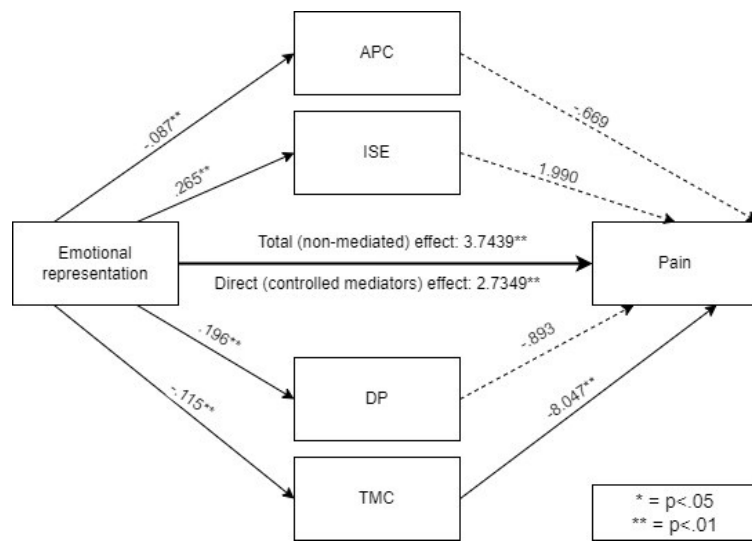 APC
-.087**
-.669
ISE
.265**
1.990
Emotional
representation
Total (non-mediated) effect: 3.7439**
Direct (controlled mediators) effect: 2.7349**
Pain
.196**
-.893
DP
-.115**
-8.047**
TMC
* = p<.05
** = p<.01